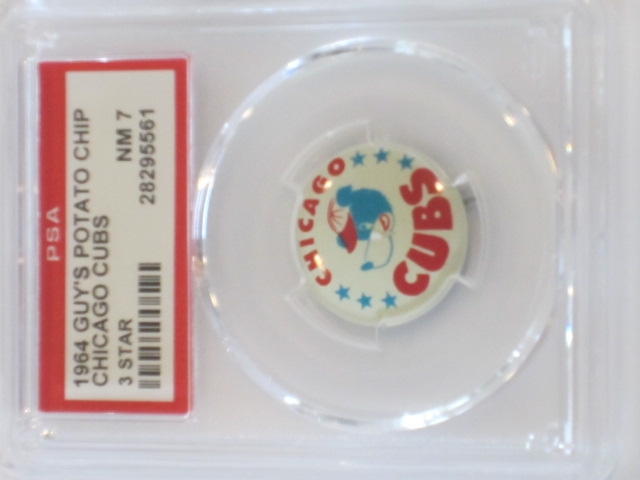 PSA
1964 GUY'S POTATO CHIP
CHICAGO CUBS NM 7
3 STAR 28295561
CHICAGO
CUBS